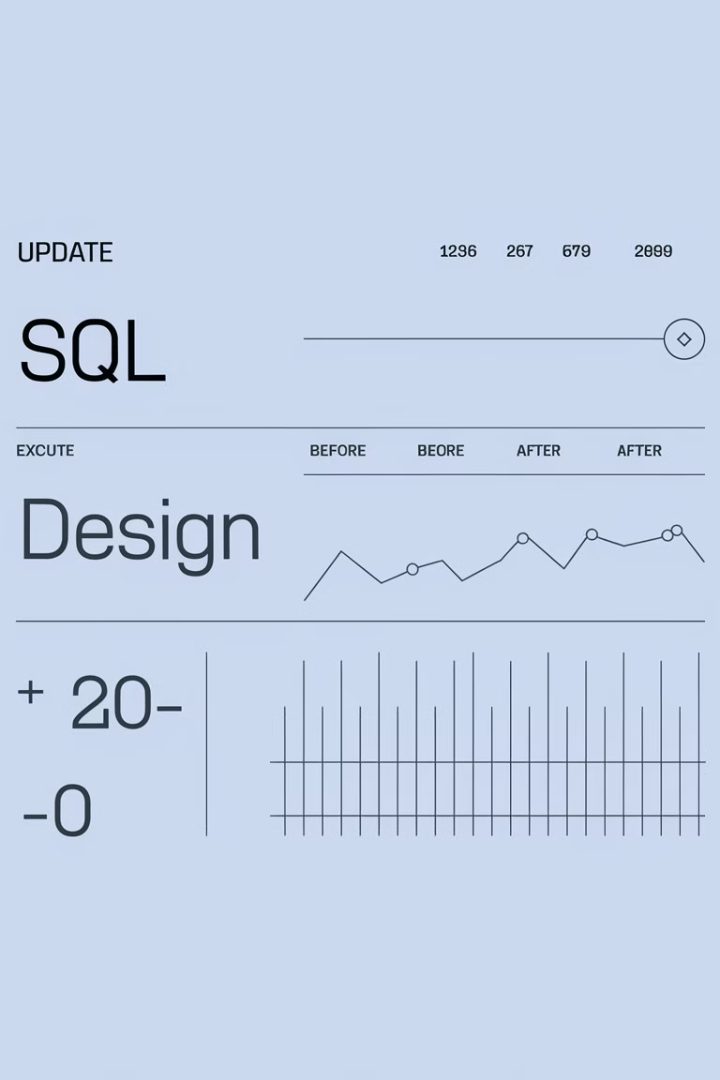 UPDATE
1236 267 679 2899
SQL
EXCUTE
BEFORE BEORE AFTER AFTER
Design
+ 20-
-0